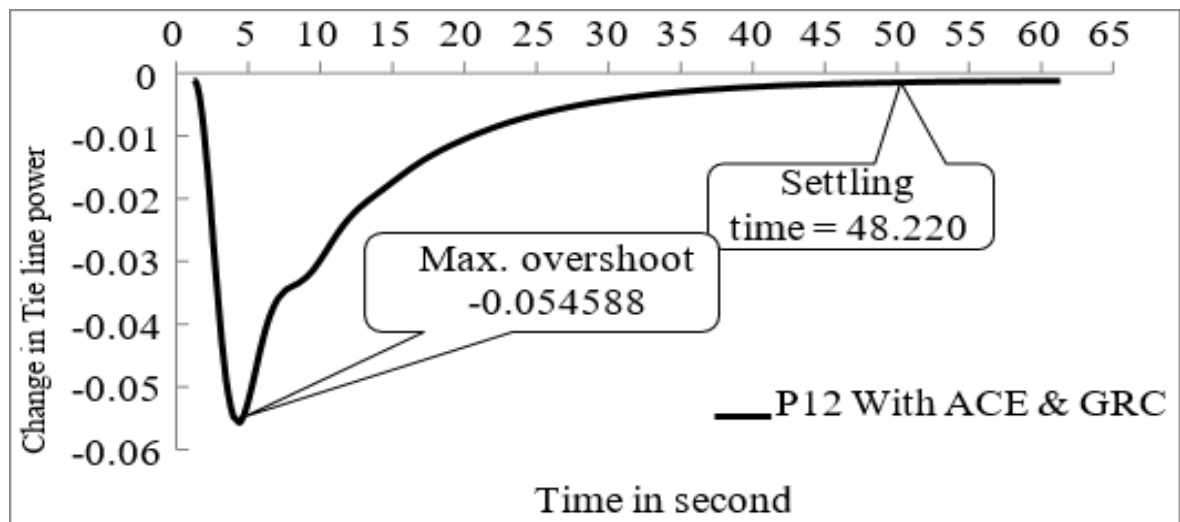 0 5 10 15 20 25 30 35 40 45 50 55 60 65
0
-0.01
-0.02
-0.03
-0.04
-0.05
-0.06
Change in Tie line power
Settling
time = 48.220
Max. overshoot
-0.054588
P12 With ACE & GRC
Time in second